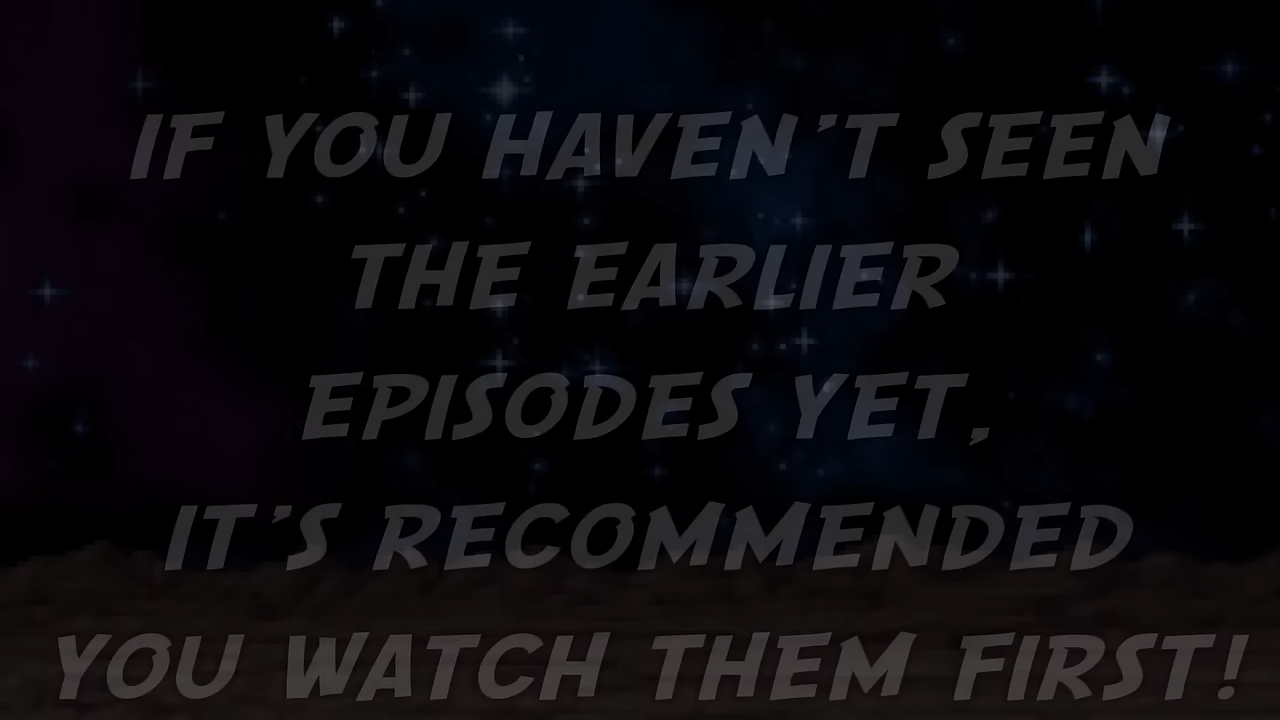 IF YOU HAVEN'T SEEN
THE EARLIER
EPISODES YET,
IT'S RECOMMENDED
YOU WATCH THEM FIRST!